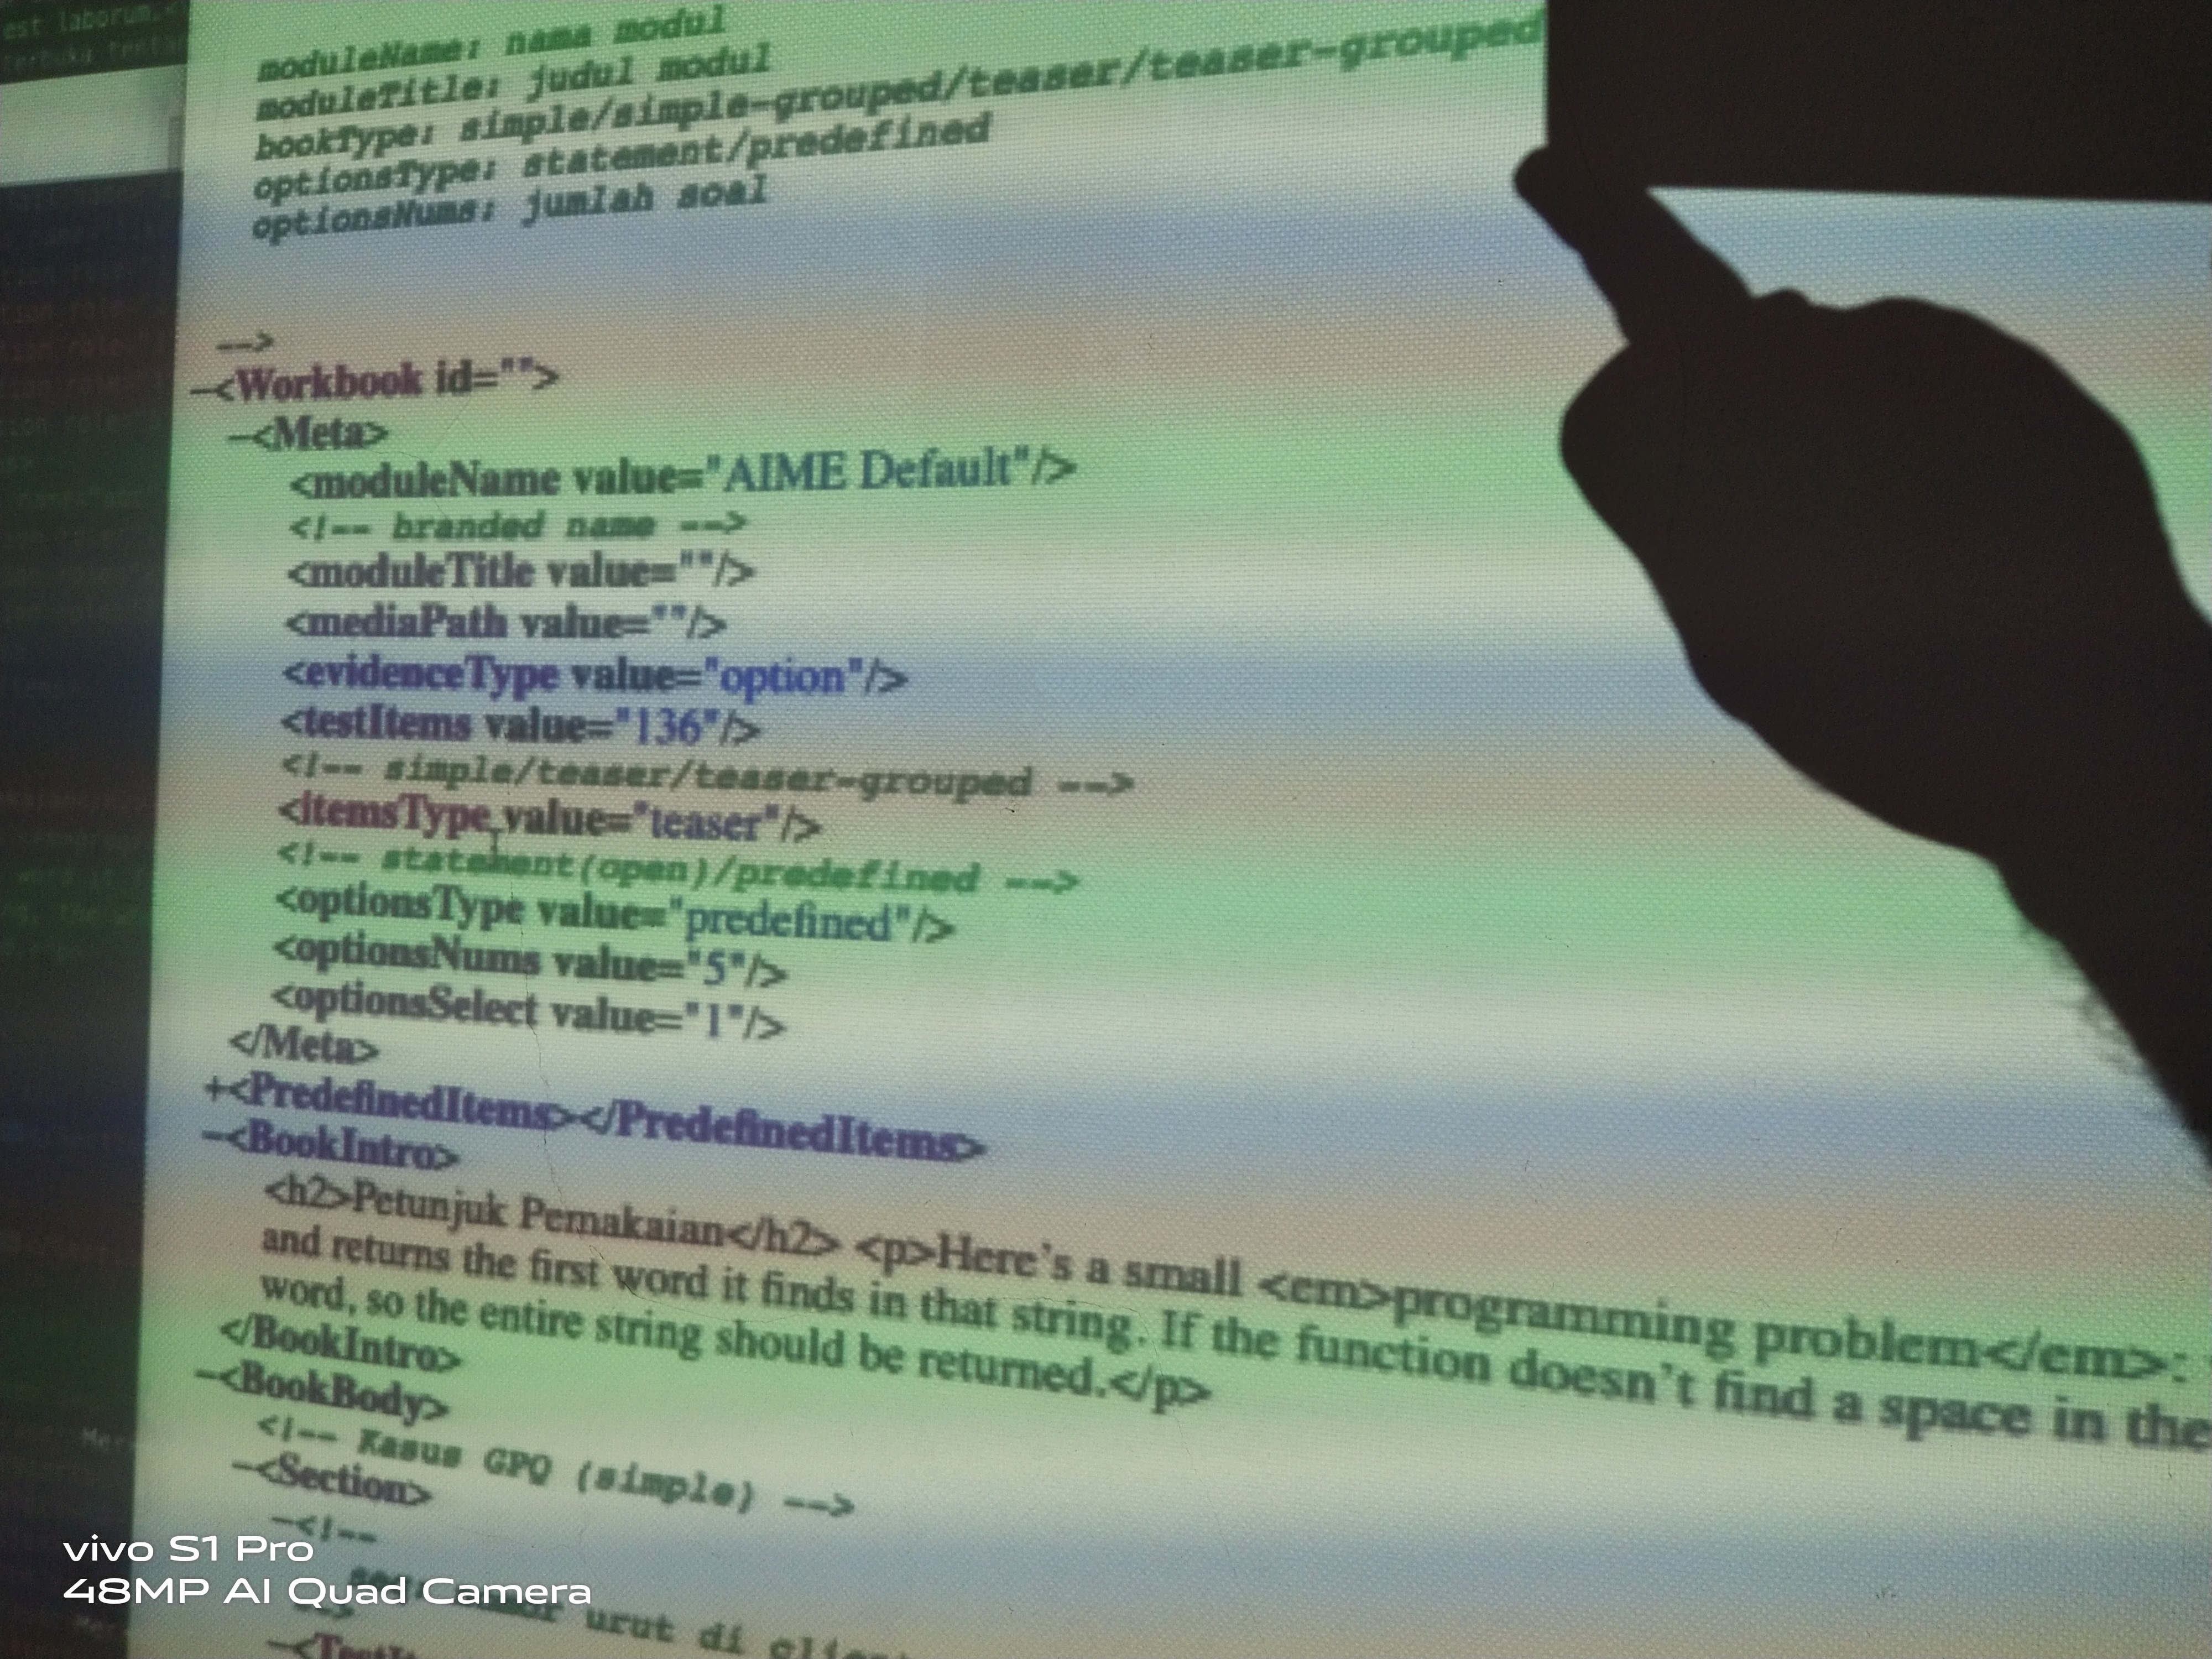 est laborum.
moduleName: nama modul
moduleTitle: judul modul
bookType: simple/simple-grouped/teaser/teaser-grouped
optionsType: statement/predefined
optionsNums: jumlah soal
-->
–<Workbook id="">
–<Meta>
<moduleName value="AIME Default"/>
<!-- branded name -->
<moduleTitle value=""/>
<mediaPath value=""/>
<evidenceType value="option"/>
<testItems value="136"/>
<!-- simple/teaser/teaser-grouped -->
<itemsType value="teaser"/>
<!-- statement(open)/predefined -->
<optionsType value="predefined"/>
<optionsNums value="5"/>
<optionsSelect value="1"/>
</Meta>
+<PredefinedItems></PredefinedItems>
–<BookIntro>
<h2>Petunjuk Pemakaian</h2> <p>Here’s a small <em>programming problem</em>:
and returns the first word it finds in that string. If the function doesn’t find a space in the
word, so the entire string should be returned.</p>
</BookIntro>
–<BookBody>
<!-- Kasus GPQ (simple) -->
–<Section>
–<!--
urut di
-->
vivo S1 Pro
48MP AI Quad Camera